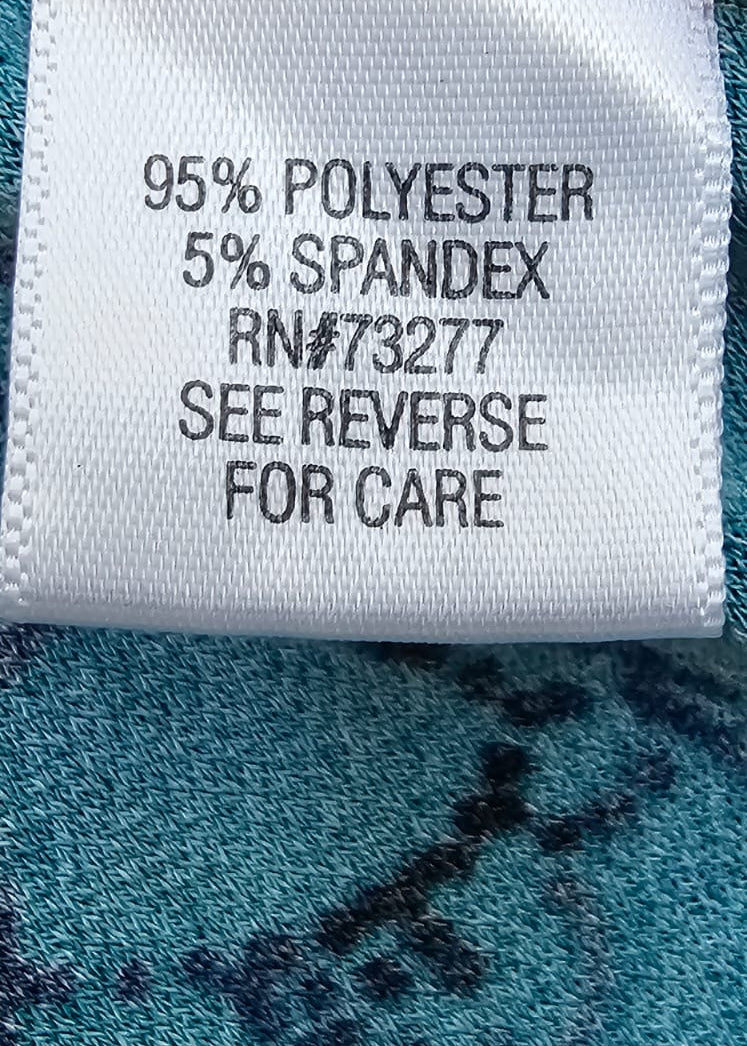 95% POLYESTER
5% SPANDEX
RN#73277
SEE REVERSE
FOR CARE